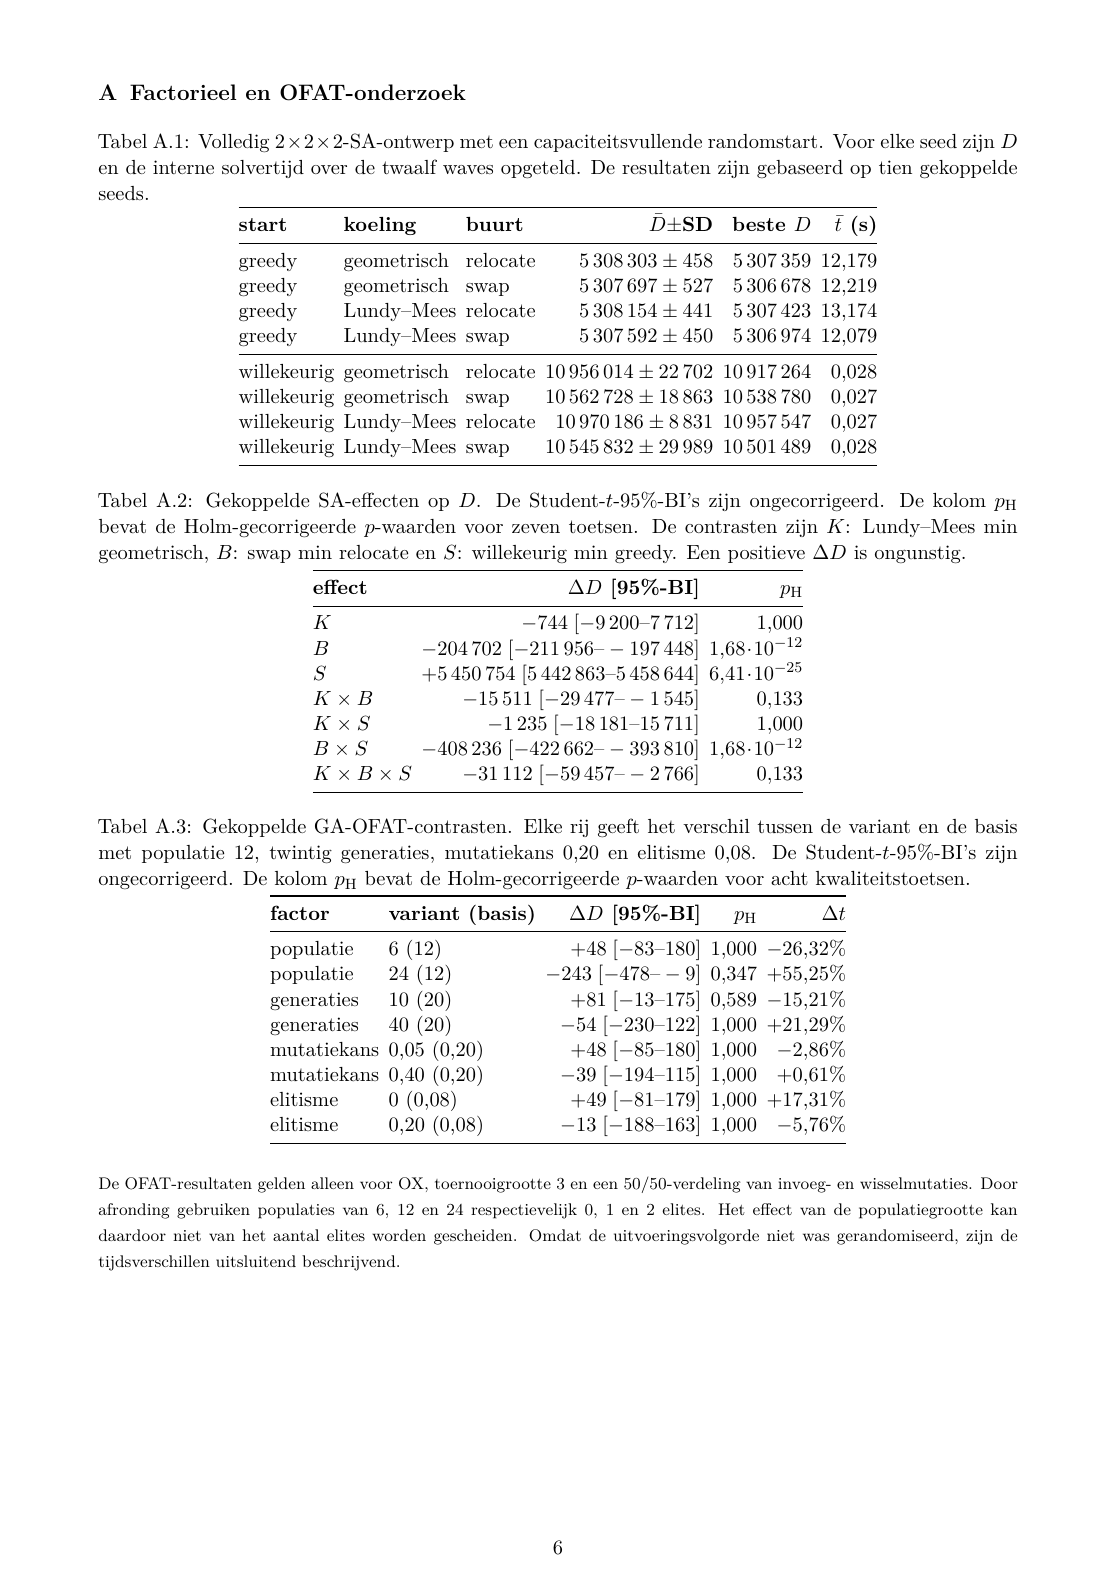 A Factorieel en OFAT-onderzoek
Tabel A.1: Volledig 2×2×2-SA-ontwerp met een capaciteitsvullende randomstart. Voor elke seed zijn D
en de interne solvertijd over de twaalf waves opgeteld. De resultaten zijn gebaseerd op tien gekoppelde
seeds.
start koeling buurt D̄±SD beste D t̄ (s)
greedy geometrisch relocate 5 308 303 ± 458 5 307 359 12,179
greedy geometrisch swap 5 307 697 ± 527 5 306 678 12,219
greedy Lundy–Mees relocate 5 308 154 ± 441 5 307 423 13,174
greedy Lundy–Mees swap 5 307 592 ± 450 5 306 974 12,079
willekeurig geometrisch relocate 10 956 014 ± 22 702 10 917 264 0,028
willekeurig geometrisch swap 10 562 728 ± 18 863 10 538 780 0,027
willekeurig Lundy–Mees relocate 10 970 186 ± 8 831 10 957 547 0,027
willekeurig Lundy–Mees swap 10 545 832 ± 29 989 10 501 489 0,028
Tabel A.2: Gekoppelde SA-effecten op D. De Student-t-95%-BI's zijn ongecorrigeerd. De kolom pH
bevat de Holm-gecorrigeerde p-waarden voor zeven toetsen. De contrasten zijn K: Lundy–Mees min
geometrisch, B: swap min relocate en S: willekeurig min greedy. Een positieve ΔD is ongunstig.
effect ΔD [95%-BI] pH
K −744 [−9 200–7 712] 1,000
B −204 702 [−211 956– − 197 448] 1,68·10⁻¹²
S +5 450 754 [5 442 863–5 458 644] 6,41·10⁻²⁵
K × B −15 511 [−29 477– − 1 545] 0,133
K × S −1 235 [−18 181–15 711] 1,000
B × S −408 236 [−422 662– − 393 810] 1,68·10⁻¹²
K × B × S −31 112 [−59 457– − 2 766] 0,133
Tabel A.3: Gekoppelde GA-OFAT-contrasten. Elke rij geeft het verschil tussen de variant en de basis
met populatie 12, twintig generaties, mutatiekans 0,20 en elitisme 0,08. De Student-t-95%-BI's zijn
ongecorrigeerd. De kolom pH bevat de Holm-gecorrigeerde p-waarden voor acht kwaliteitstoetsen.
factor variant (basis) ΔD [95%-BI] pH Δt
populatie 6 (12) +48 [−83–180] 1,000 −26,32%
populatie 24 (12) −243 [−478– − 9] 0,347 +55,25%
generaties 10 (20) +81 [−13–175] 0,589 −15,21%
generaties 40 (20) −54 [−230–122] 1,000 +21,29%
mutatiekans 0,05 (0,20) +48 [−85–180] 1,000 −2,86%
mutatiekans 0,40 (0,20) −39 [−194–115] 1,000 +0,61%
elitisme 0 (0,08) +49 [−81–179] 1,000 +17,31%
elitisme 0,20 (0,08) −13 [−188–163] 1,000 −5,76%
De OFAT-resultaten gelden alleen voor OX, toernooigrootte 3 en een 50/50-verdeling van invoeg- en wisselmutaties. Door
afronding gebruiken populaties van 6, 12 en 24 respectievelijk 0, 1 en 2 elites. Het effect van de populatiegrootte kan
daardoor niet van het aantal elites worden gescheiden. Omdat de uitvoeringsvolgorde niet was gerandomiseerd, zijn de
tijdsverschillen uitsluitend beschrijvend.
6